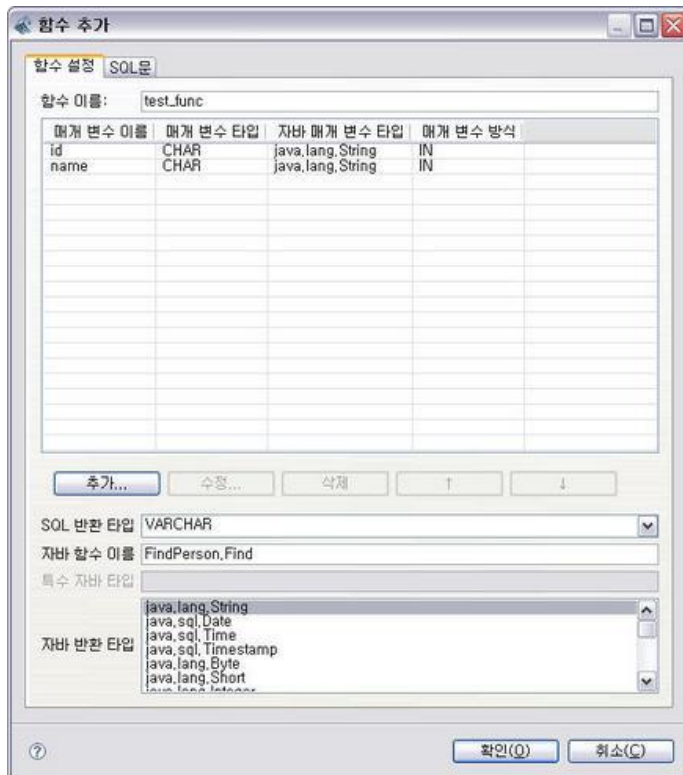 함수 추가
함수 설정 SQL문
함수 이름: test_func
매개 변수 이름 매개 변수 타입 자바 매개 변수 타입 매개 변수 방식
id CHAR java.lang.String IN
name CHAR java.lang.String IN
추가... 수정... 삭제 ↑ ↓
SQL 반환 타입 VARCHAR
자바 함수 이름 FindPerson.Find
특수 자바 타입
자바 반환 타입
java.lang.String
java.sql.Date
java.sql.Time
java.sql.Timestamp
java.lang.Byte
java.lang.Short
java.lang.Integer
확인(O) 취소(C)